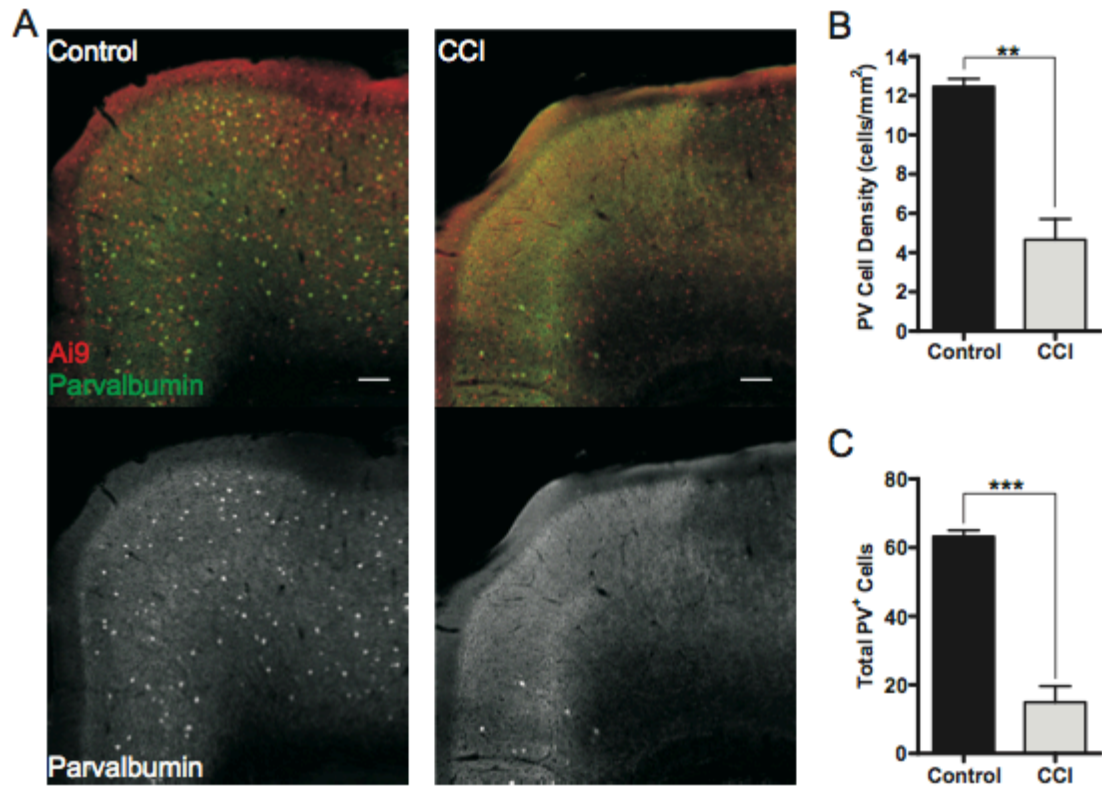 A
Control
CCI
Ai9
Parvalbumin
Parvalbumin
B
PV Cell Density (cells/mm²)
14
12
10
8
6
4
2
0
**
Control
CCI
C
Total PV⁺ Cells
80
60
40
20
0
***
Control
CCI